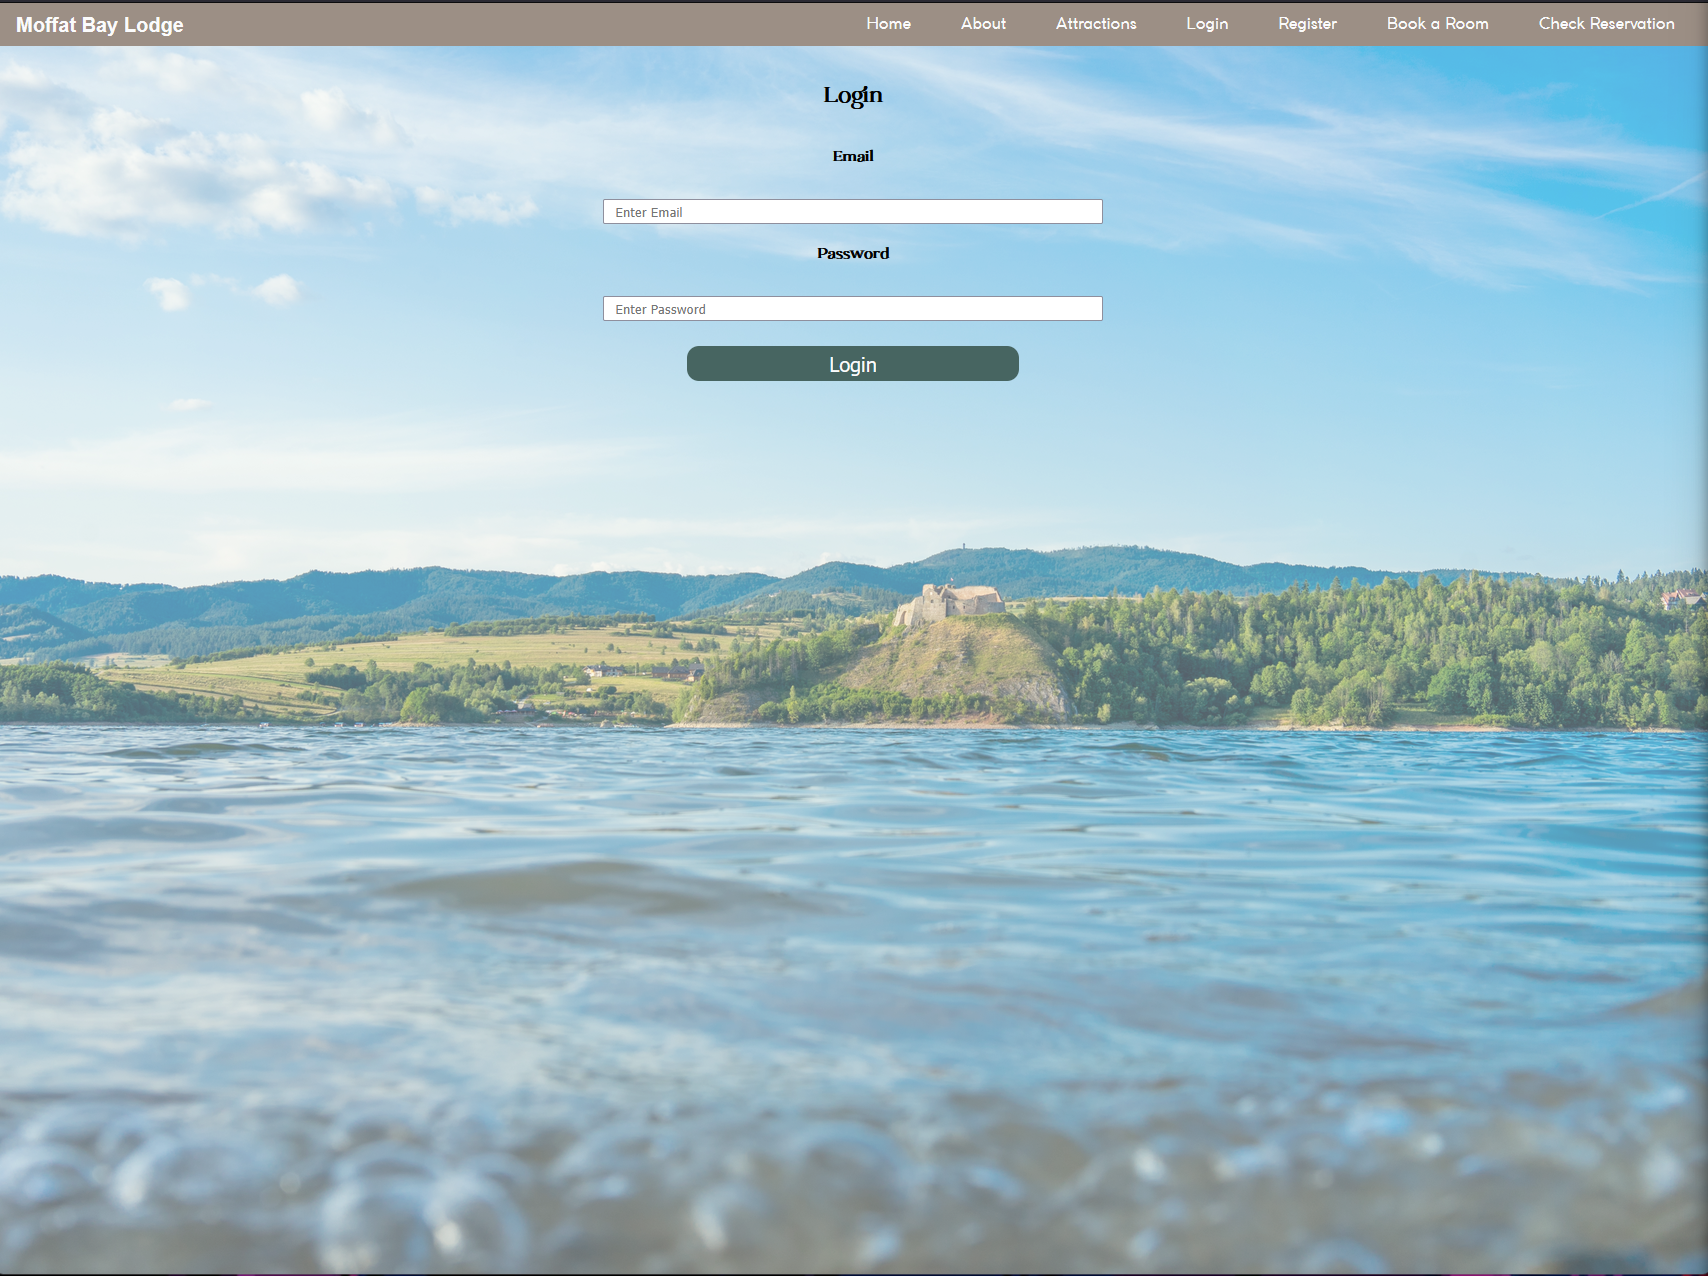 Moffat Bay Lodge
Home About Attractions Login Register Book a Room Check Reservation
Login
Email
Enter Email
Password
Enter Password
Login